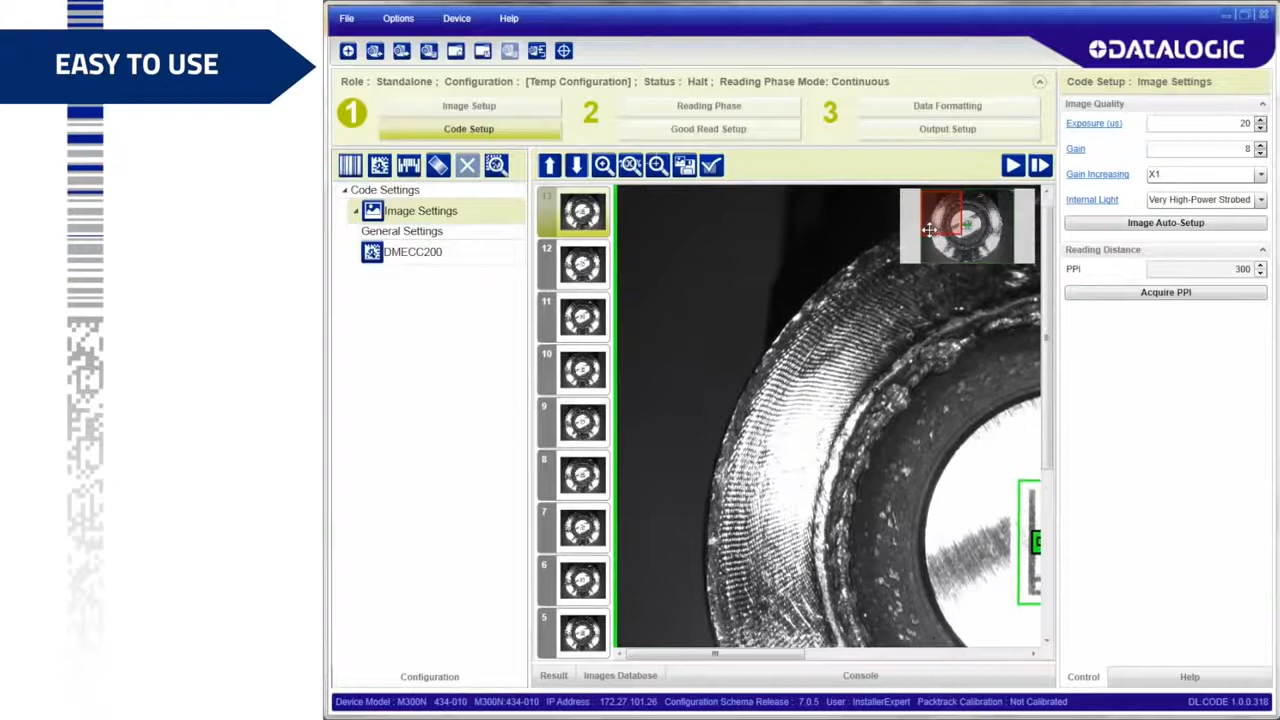 EASY TO USE
File Options Device Help
DATALOGIC
Role : Standalone ; Configuration : [Temp Configuration] ; Status : Halt ; Reading Phase Mode: Continuous
1 Image Setup
Code Setup
2 Reading Phase
Good Read Setup
3 Data Formatting
Output Setup
Code Settings
Image Settings
General Settings
DMECC200
Configuration
13
12
11
10
9
8
7
6
5
Result Images Database Console
Code Setup : Image Settings
Image Quality
Exposure (us) 20
Gain 8
Gain Increasing X1
Internal Light Very High-Power Strobed
Image Auto-Setup
Reading Distance
PPI 300
Acquire PPI
Control Help
Device Model : M300N 434-010 M300N:434-010 IP Address : 172.27.101.26 Configuration Schema Release : 7.0.5 User : InstallerExpert Packtrack Calibration : Not Calibrated DL.CODE 1.0.0.318